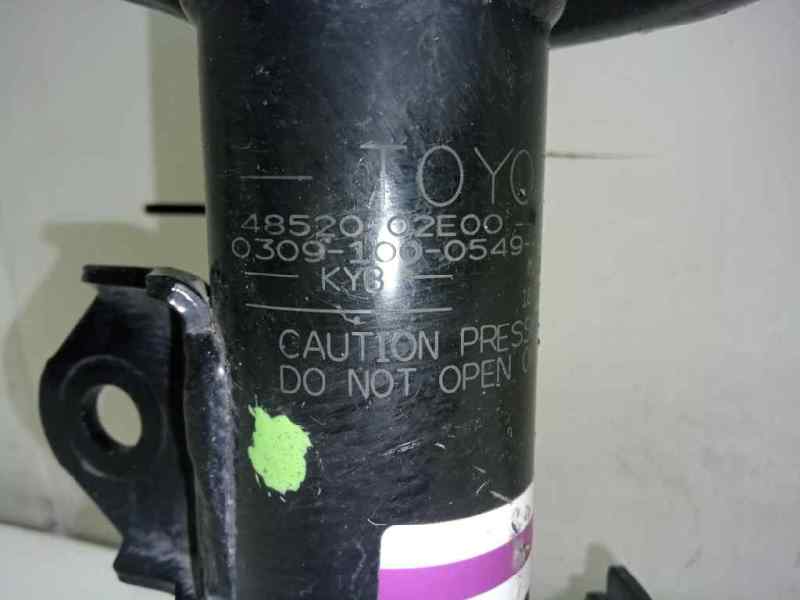 TOYO
48520 02E00
0309-100-0549-
KYB
CAUTION PRESS
DO NOT OPEN